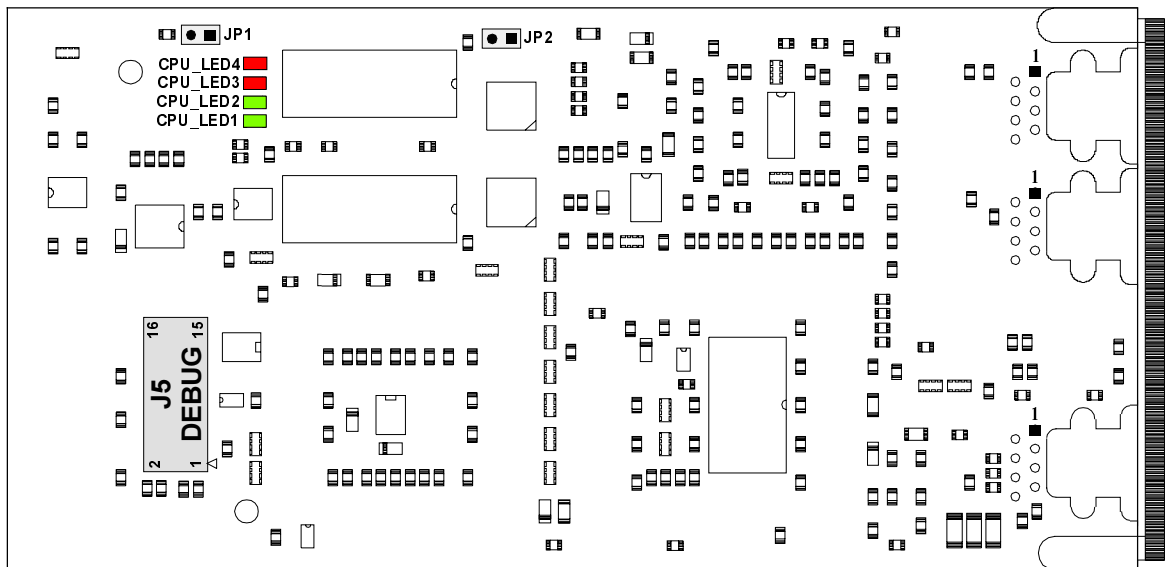 JP1
JP2
CPU_LED4
CPU_LED3
CPU_LED2
CPU_LED1
1
1
16
15
J5
DEBUG
2
1
1